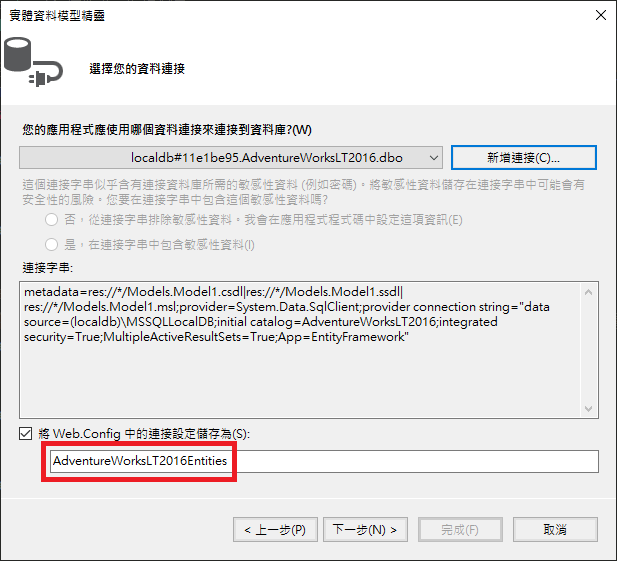 實體資料模型精靈
選擇您的資料連接
您的應用程式應使用哪個資料連接來連接到資料庫?(W)
localdb#11e1be95.AdventureWorksLT2016.dbo
新增連接(C)...
這個連接字串似乎含有連接資料庫所需的敏感性資料 (例如密碼)。將敏感性資料儲存在連接字串中可能會有
安全性的風險。您要在連接字串中包含這個敏感性資料嗎?
否，從連接字串排除敏感性資料。我會在應用程式程式碼中設定這項資訊(E)
是，在連接字串中包含敏感性資料(I)
連接字串:
metadata=res://*/Models.Model1.csdl|res://*/Models.Model1.ssdl|
res://*/Models.Model1.msl;provider=System.Data.SqlClient;provider connection string="data
source=(localdb)\MSSQLLocalDB;initial catalog=AdventureWorksLT2016;integrated
security=True;MultipleActiveResultSets=True;App=EntityFramework"
將 Web.Config 中的連接設定儲存為(S):
AdventureWorksLT2016Entities
< 上一步(P)
下一步(N) >
完成(F)
取消